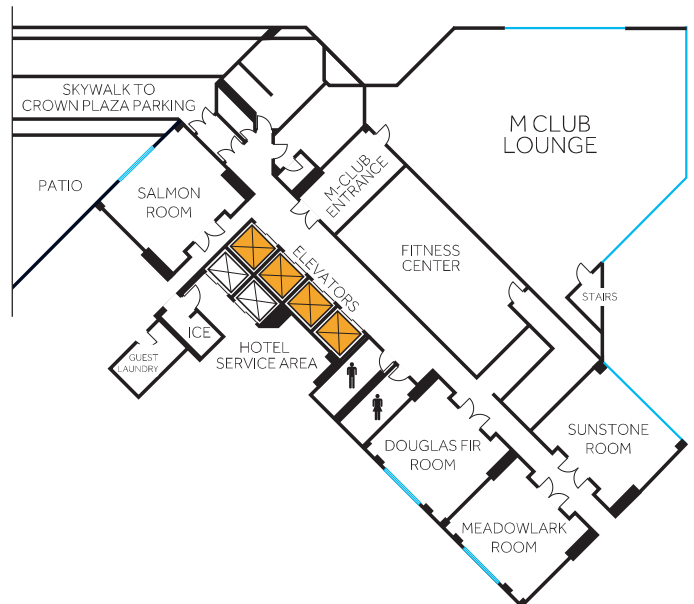 SKYWALK TO
CROWN PLAZA PARKING
M CLUB
LOUNGE
PATIO
SALMON
ROOM
M-CLUB
ENTRANCE
ELEVATORS
FITNESS
CENTER
STAIRS
ICE
GUEST
LAUNDRY
HOTEL
SERVICE AREA
SUNSTONE
ROOM
DOUGLAS FIR
ROOM
MEADOWLARK
ROOM